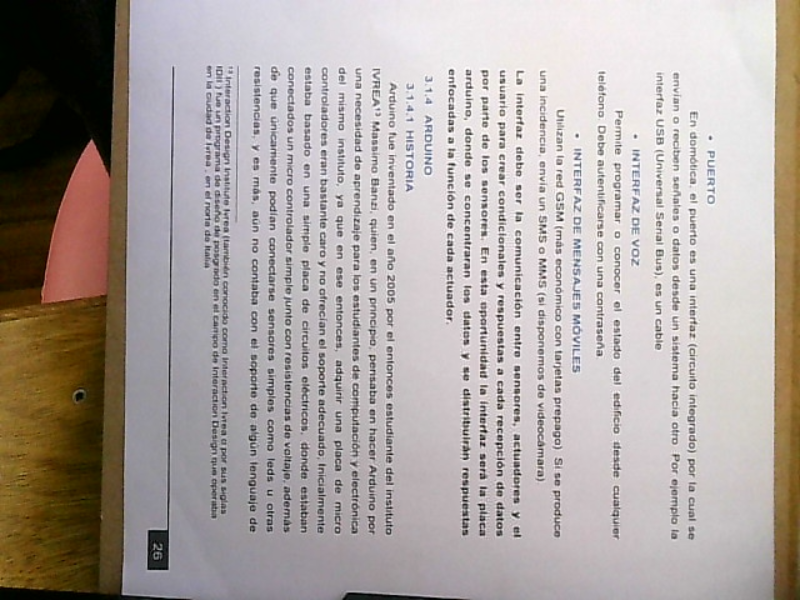 • PUERTO
En domótica, el puerto es una interfaz (circuito integrado) por la cual se
envían o reciben señales o datos desde un sistema hacia otro. Por ejemplo la
interfaz USB (Universal Serial Bus), es un cable
• INTERFAZ DE VOZ
Permite programar o conocer el estado del edificio desde cualquier
teléfono. Debe autentificarse con una contraseña
• INTERFAZ DE MENSAJES MÓVILES
Utilizan la red GSM (más económico con tarjetas prepago) Si se produce
una incidencia, envía un SMS o MMS (si disponemos de videocámara)
La interfaz debe ser la comunicación entre sensores, actuadores y el
usuario para crear condicionales y respuestas a cada recepción de datos
por parte de los sensores. En esta oportunidad la interfaz será la placa
arduino, donde se concentraran los datos y se distribuirán respuestas
enfocadas a la función de cada actuador.
3.1.4 ARDUINO
3.1.4.1 HISTORIA
Arduino fue inventado en el año 2005 por el entonces estudiante del instituto
IVREA¹³ Massimo Banzi, quien, en un principio, pensaba en hacer Arduino por
una necesidad de aprendizaje para los estudiantes de computación y electrónica
del mismo instituto, ya que en ese entonces, adquirir una placa de micro
controladores eran bastante caro y no ofrecían el soporte adecuado. Inicialmente
estaba basado en una simple placa de circuitos eléctricos, donde estaban
conectados un micro controlador simple junto con resistencias de voltaje, además
de que únicamente podían conectarse sensores simples como leds u otras
resistencias, y es más, aún no contaba con el soporte de algún lenguaje de
¹³ Interaction Design Institute Ivrea (también conocido como Interaction Ivrea o por sus siglas
IDII ) fue un programa de diseño de posgrado en el campo de Interaction Design que operaba
en la ciudad de Ivrea , en el norte de Italia
26